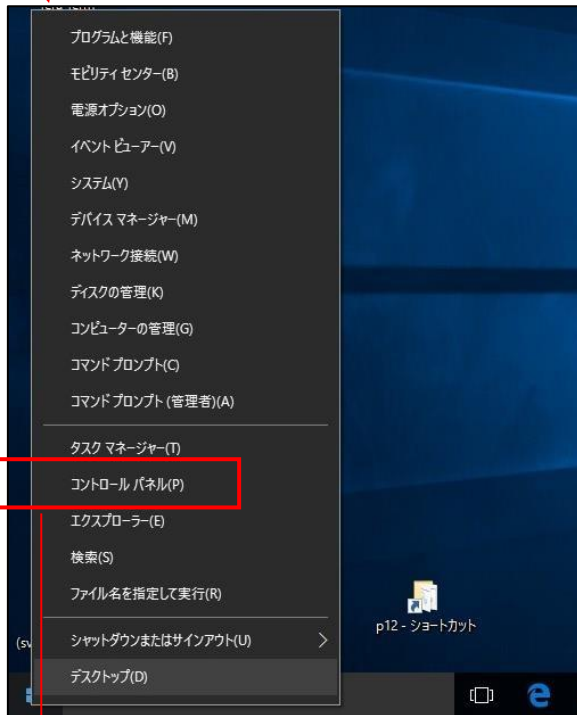 プログラムと機能(F)
モビリティ センター(B)
電源オプション(O)
イベント ビューアー(V)
システム(Y)
デバイス マネージャー(M)
ネットワーク接続(W)
ディスクの管理(K)
コンピューターの管理(G)
コマンド プロンプト(C)
コマンド プロンプト (管理者)(A)
タスク マネージャー(T)
コントロール パネル(P)
エクスプローラー(E)
検索(S)
ファイル名を指定して実行(R)
p12 - ショートカット
シャットダウンまたはサインアウト(U)
デスクトップ(D)